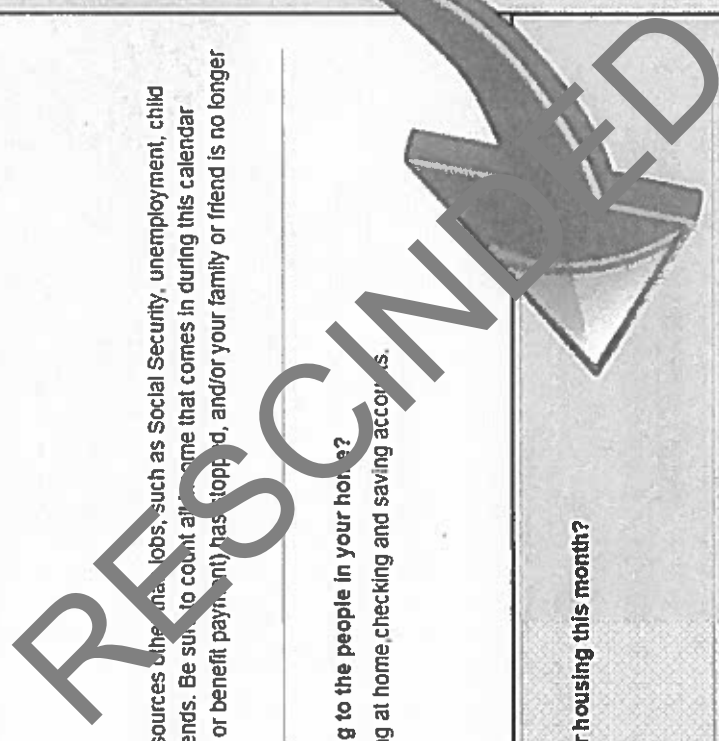 sources other than jobs, such as Social Security, unemployment, child
ends. Be sure to count all income that comes in during this calendar
or benefit payment) has stopped, and/or your family or friend is no longer
g to the people in your home?
ng at home, checking and saving accounts.
r housing this month?
RESCINDED